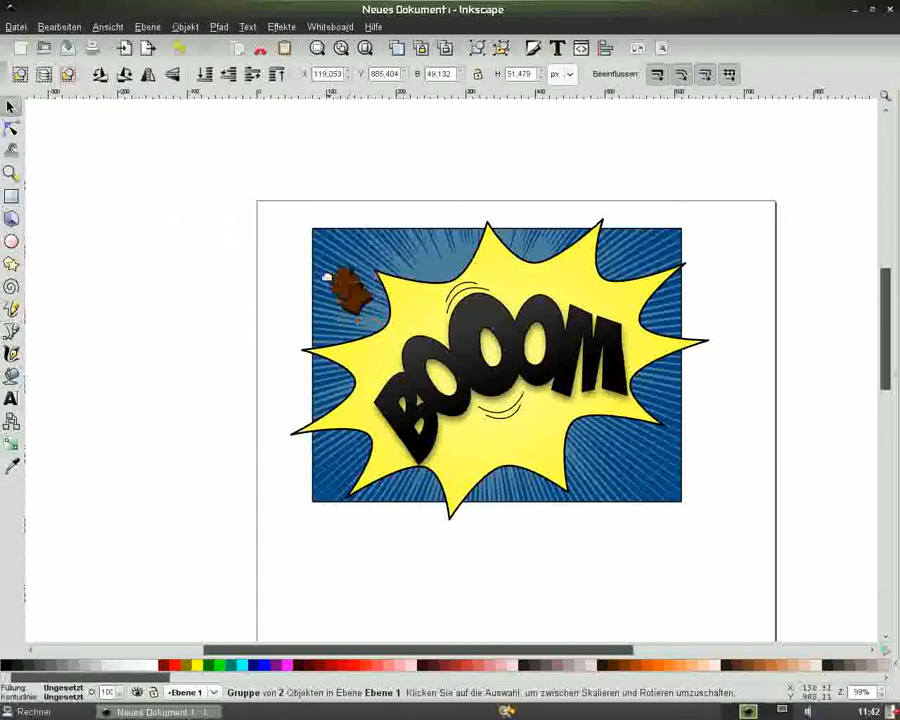 Neues Dokument 1 - Inkscape
Datei Bearbeiten Ansicht Ebene Objekt Pfad Text Effekte Whiteboard Hilfe
X 119,053 Y 885,404 B 49,132 H 51,479 px Beeinflussen:
BOOOM
Füllung: Ungesetzt
Konturlinie: Ungesetzt
O: 100
Ebene 1
Gruppe von 2 Objekten in Ebene Ebene 1. Klicken Sie auf die Auswahl, um zwischen Skalieren und Rotieren umzuschalten.
Z: 99%
Rechner
Neues Dokument 1 - I...
11:42